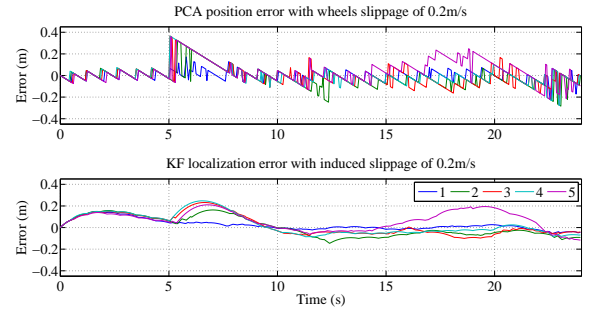 PCA position error with wheels slippage of 0.2m/s
0.4
0.2
0
−0.2
−0.4
Error (m)
0 5 10 15 20
KF localization error with induced slippage of 0.2m/s
0.4
0.2
0
−0.2
−0.4
Error (m)
1 2 3 4 5
0 5 10 15 20
Time (s)